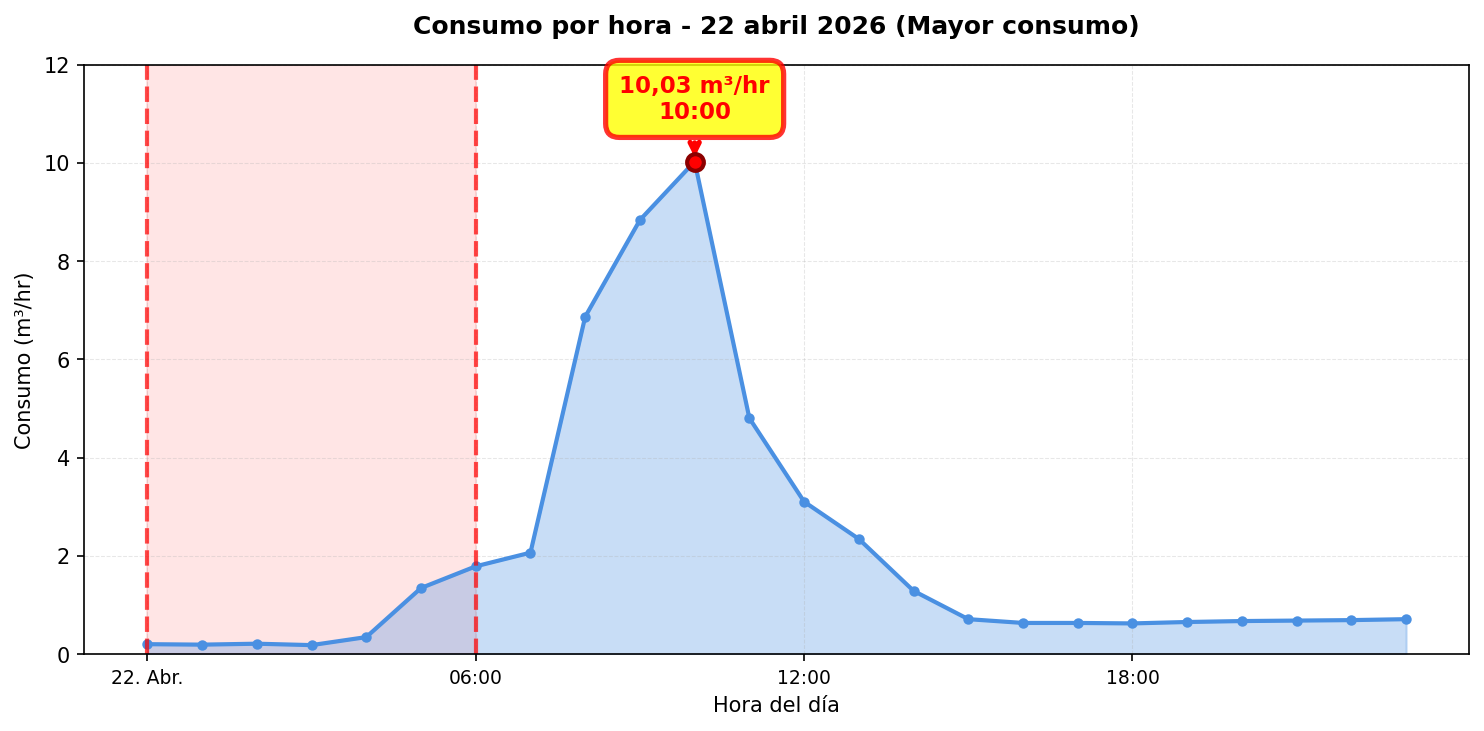 Consumo por hora - 22 abril 2026 (Mayor consumo)
10,03 m³/hr
10:00
Consumo (m³/hr)
12
10
8
6
4
2
0
22. Abr.
06:00
12:00
18:00
Hora del día